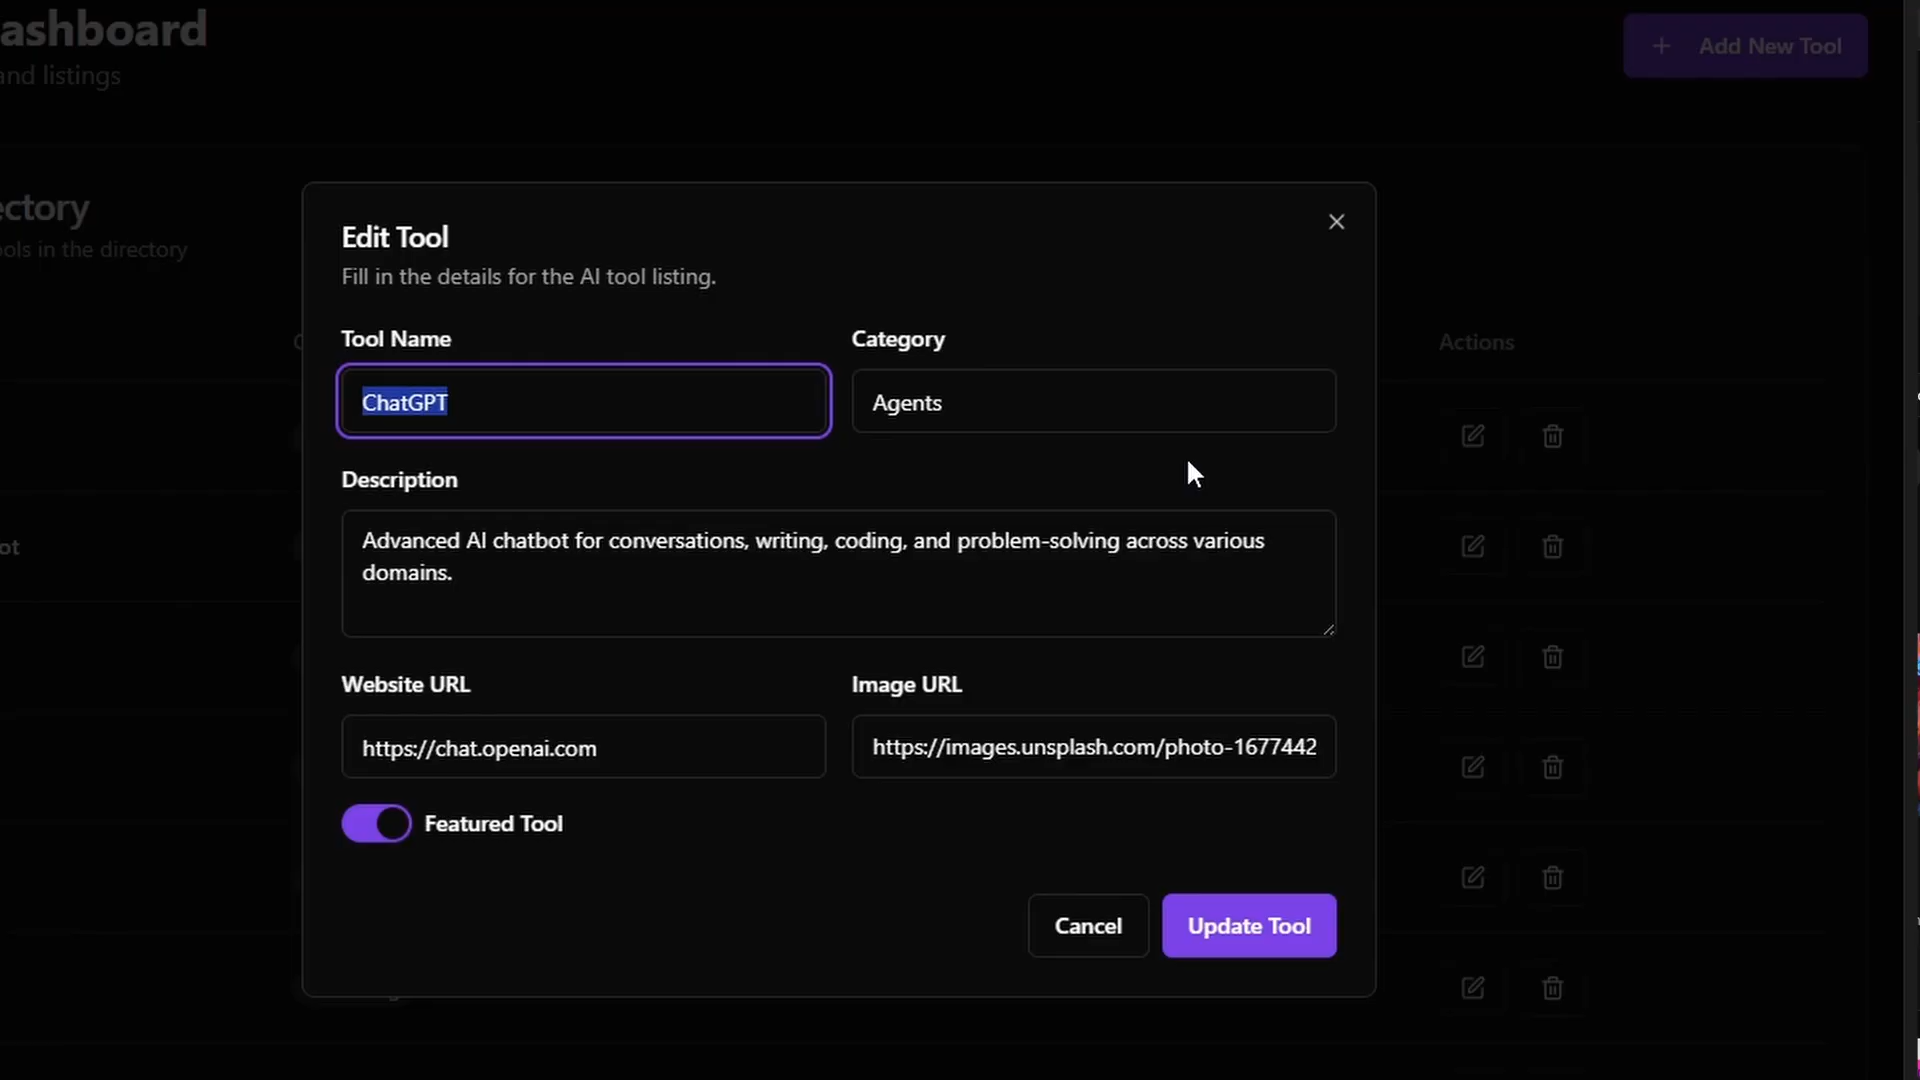 ashboard
and listings
+ Add New Tool
ectory
ools in the directory
Edit Tool
Fill in the details for the AI tool listing.
Tool Name
Category
Actions
ChatGPT
Agents
Description
Advanced AI chatbot for conversations, writing, coding, and problem-solving across various
domains.
ot
Website URL
Image URL
https://chat.openai.com
https://images.unsplash.com/photo-1677442
Featured Tool
Cancel
Update Tool